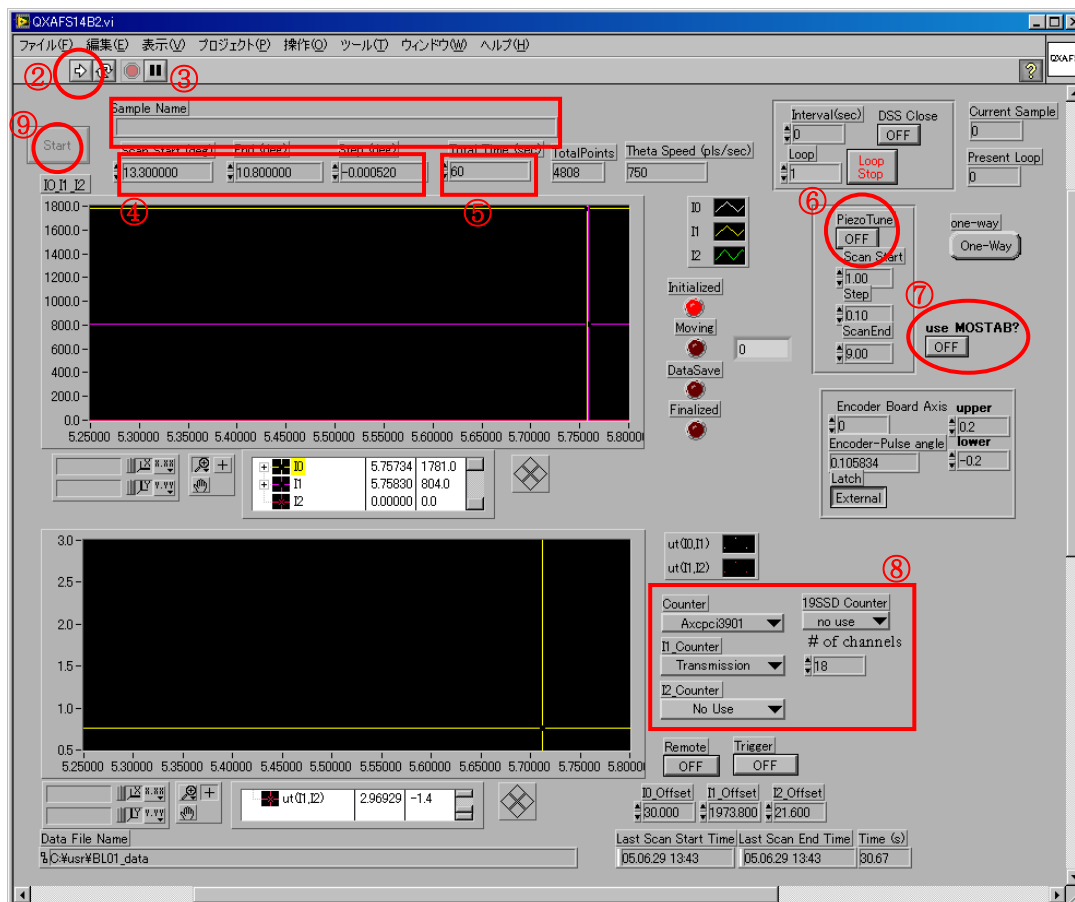 QXAFS14B2.vi
ファイル(F) 編集(E) 表示(V) プロジェクト(P) 操作(O) ツール(T) ウィンドウ(W) ヘルプ(H)
② ③
?
QXAF
Sample Name
⑨
Start
Scan Start (deg) End (deg) Step (deg) Total Time (sec) TotalPoints Theta Speed (pls/sec)
13.300000 10.800000 -0.000520 60 4808 750
④ ⑤
Interval(sec) DSS Close
0 OFF
Loop
1 Loop Stop
Current Sample
0
Present Loop
0
I0_I1_I2
1800.0
1600.0
1400.0
1200.0
1000.0
800.0
600.0
400.0
200.0
0.0
5.25000 5.30000 5.35000 5.40000 5.45000 5.50000 5.55000 5.60000 5.65000 5.70000 5.75000 5.80000
I0
I1
I2
Initialized
Moving
0
DataSave
Finalized
⑥
PiezoTune
OFF
Scan Start
1.00
Step
0.10
ScanEnd
9.00
one-way
One-Way
⑦
use MOSTAB?
OFF
Encoder Board Axis upper
0 0.2
Encoder-Pulse angle lower
0.105834 -0.2
Latch
External
X X.XX
Y Y.YY
I0 5.75734 1781.0
I1 5.75830 804.0
I2 0.00000 0.0
3.0
2.5
2.0
1.5
1.0
0.5
5.25000 5.30000 5.35000 5.40000 5.45000 5.50000 5.55000 5.60000 5.65000 5.70000 5.75000 5.80000
ut(I0,I1)
ut(I1,I2)
⑧
Counter 19SSD Counter
Axcpci3901 no use
I1_Counter # of channels
Transmission 18
I2_Counter
No Use
Remote Trigger
OFF OFF
X X.XX
Y Y.YY
ut(I1,I2) 2.96929 -1.4
I0_Offset I1_Offset I2_Offset
30.000 1973.800 21.600
Data File Name
C:¥usr¥BL01_data
Last Scan Start Time Last Scan End Time Time (s)
05.06.29 13:43 05.06.29 13:43 30.67